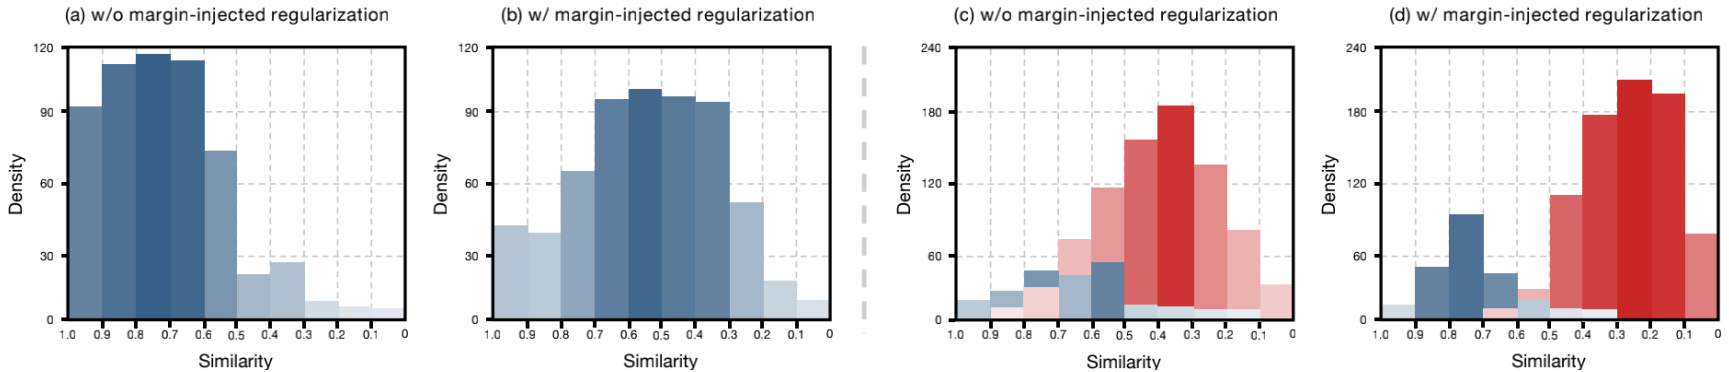 (a) w/o margin-injected regularization
(b) w/ margin-injected regularization
(c) w/o margin-injected regularization
(d) w/ margin-injected regularization
120
90
60
30
0
Density
1.0 0.9 0.8 0.7 0.6 0.5 0.4 0.3 0.2 0.1 0
Similarity
120
90
60
30
0
Density
1.0 0.9 0.8 0.7 0.6 0.5 0.4 0.3 0.2 0.1 0
Similarity
240
180
120
60
0
Density
1.0 0.9 0.8 0.7 0.6 0.5 0.4 0.3 0.2 0.1 0
Similarity
240
180
120
60
0
Density
1.0 0.9 0.8 0.7 0.6 0.5 0.4 0.3 0.2 0.1 0
Similarity